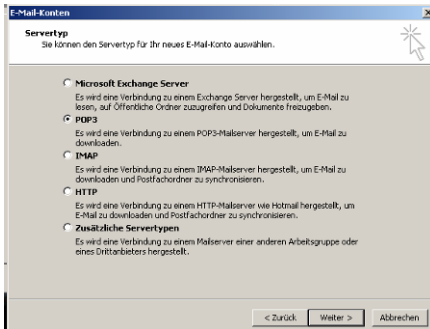 E-Mail-Konten
Servertyp
Sie können den Servertyp für Ihr neues E-Mail-Konto auswählen.
Microsoft Exchange Server
Es wird eine Verbindung zu einem Exchange Server hergestellt, um E-Mail zu
lesen, auf Öffentliche Ordner zuzugreifen und Dokumente freizugeben.
POP3
Es wird eine Verbindung zu einem POP3-Mailserver hergestellt, um E-Mail zu
downloaden.
IMAP
Es wird eine Verbindung zu einem IMAP-Mailserver hergestellt, um E-Mail zu
downloaden und Postfachordner zu synchronisieren.
HTTP
Es wird eine Verbindung zu einem HTTP-Mailserver wie Hotmail hergestellt, um
E-Mail zu downloaden und Postfachordner zu synchronisieren.
Zusätzliche Servertypen
Es wird eine Verbindung zu einem Mailserver einer anderen Arbeitsgruppe oder
eines Drittanbieters hergestellt.
< Zurück Weiter > Abbrechen